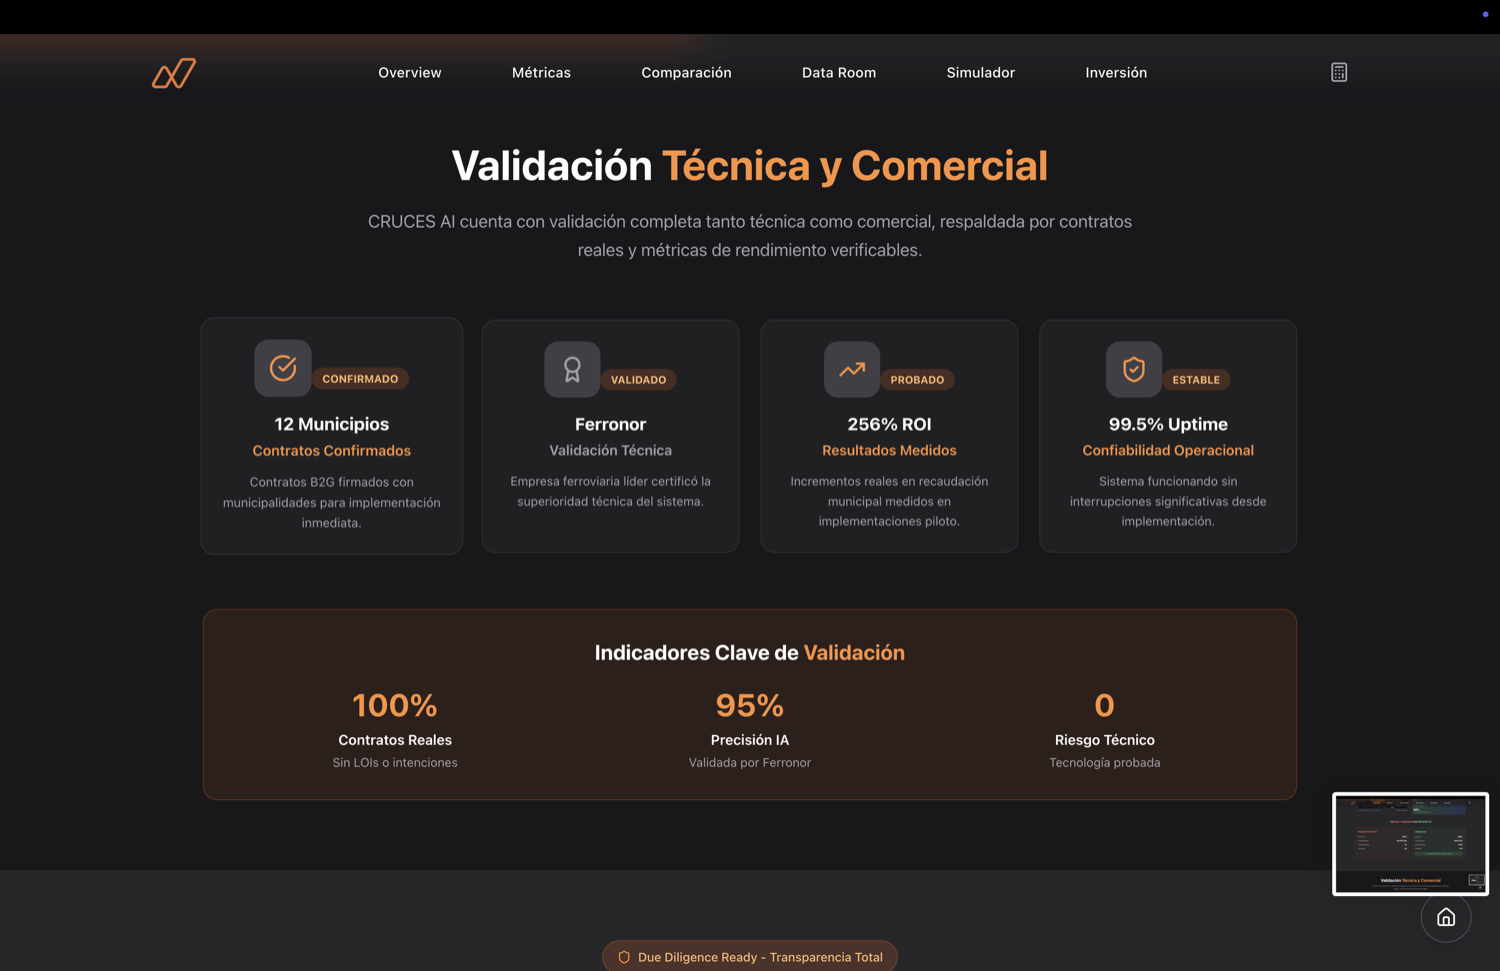 Overview
Métricas
Comparación
Data Room
Simulador
Inversión
Validación Técnica y Comercial
CRUCES AI cuenta con validación completa tanto técnica como comercial, respaldada por contratos
reales y métricas de rendimiento verificables.
CONFIRMADO
12 Municipios
Contratos Confirmados
Contratos B2G firmados con
municipalidades para implementación
inmediata.
VALIDADO
Ferronor
Validación Técnica
Empresa ferroviaria líder certificó la
superioridad técnica del sistema.
PROBADO
256% ROI
Resultados Medidos
Incrementos reales en recaudación
municipal medidos en
implementaciones piloto.
ESTABLE
99.5% Uptime
Confiabilidad Operacional
Sistema funcionando sin
interrupciones significativas desde
implementación.
Indicadores Clave de Validación
100%
Contratos Reales
Sin LOIs o intenciones
95%
Precisión IA
Validada por Ferronor
0
Riesgo Técnico
Tecnología probada
Validación Técnica y Comercial
Due Diligence Ready - Transparencia Total